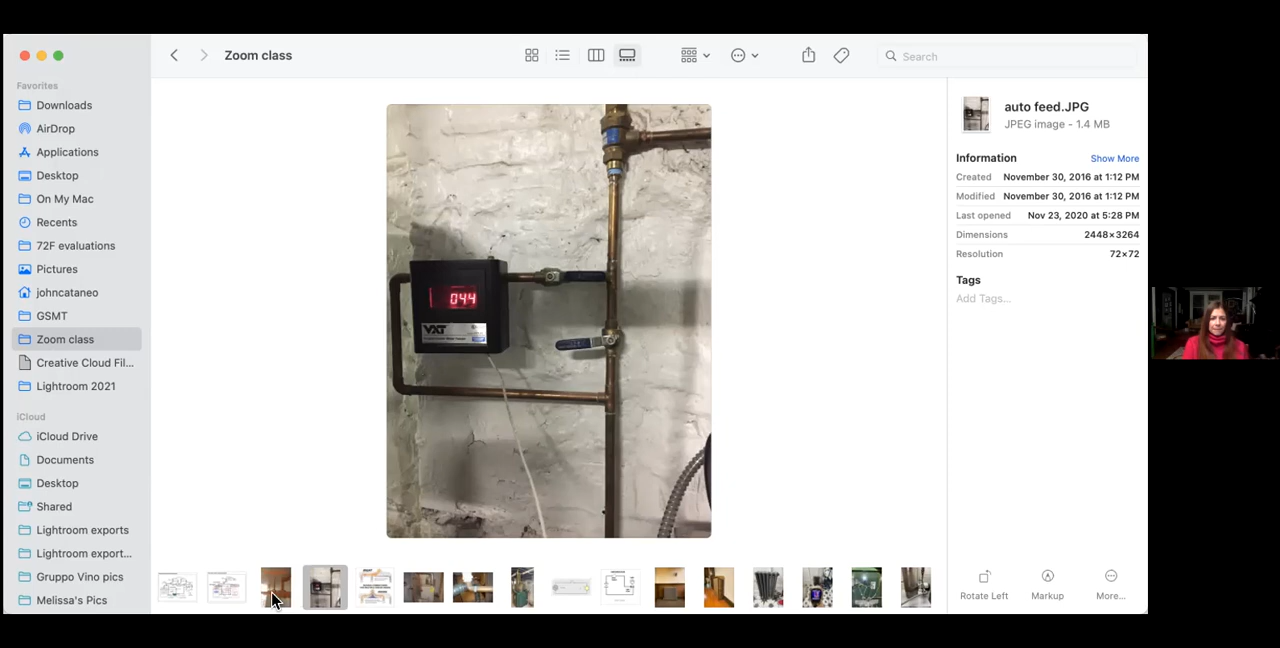 Zoom class
Search
Favorites
Downloads
AirDrop
Applications
Desktop
On My Mac
Recents
72F evaluations
Pictures
johncataneo
GSMT
Zoom class
Creative Cloud Fil...
Lightroom 2021
iCloud
iCloud Drive
Documents
Desktop
Shared
Lightroom exports
Lightroom export...
Gruppo Vino pics
Melissa's Pics
044
VXT
auto feed.JPG
JPEG image - 1.4 MB
Information Show More
Created November 30, 2016 at 1:12 PM
Modified November 30, 2016 at 1:12 PM
Last opened Nov 23, 2020 at 5:28 PM
Dimensions 2448×3264
Resolution 72×72
Tags
Add Tags...
Rotate Left Markup More...